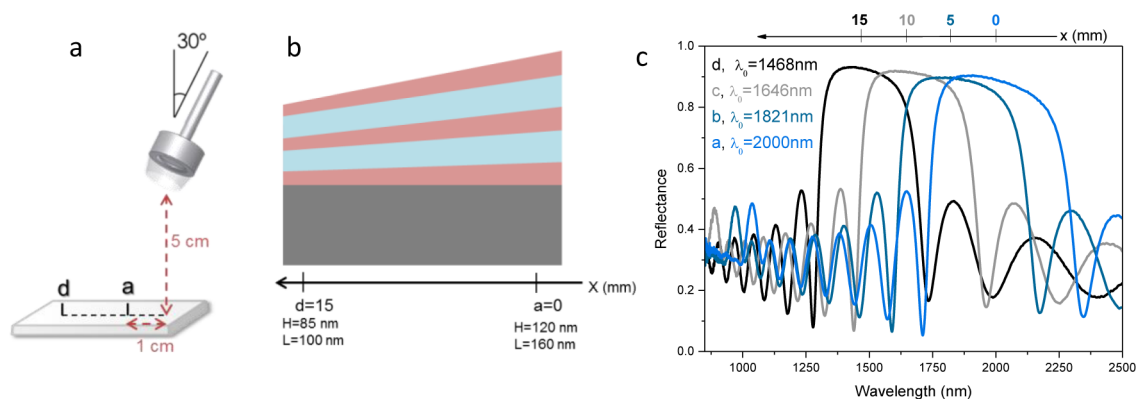 a
30º
5 cm
d
a
1 cm
b
X (mm)
d=15
H=85 nm
L=100 nm
a=0
H=120 nm
L=160 nm
c
15 10 5 0
x (mm)
d, λ₀=1468nm
c, λ₀=1646nm
b, λ₀=1821nm
a, λ₀=2000nm
Reflectance
1.0
0.8
0.6
0.4
0.2
0.0
1000 1250 1500 1750 2000 2250 2500
Wavelength (nm)